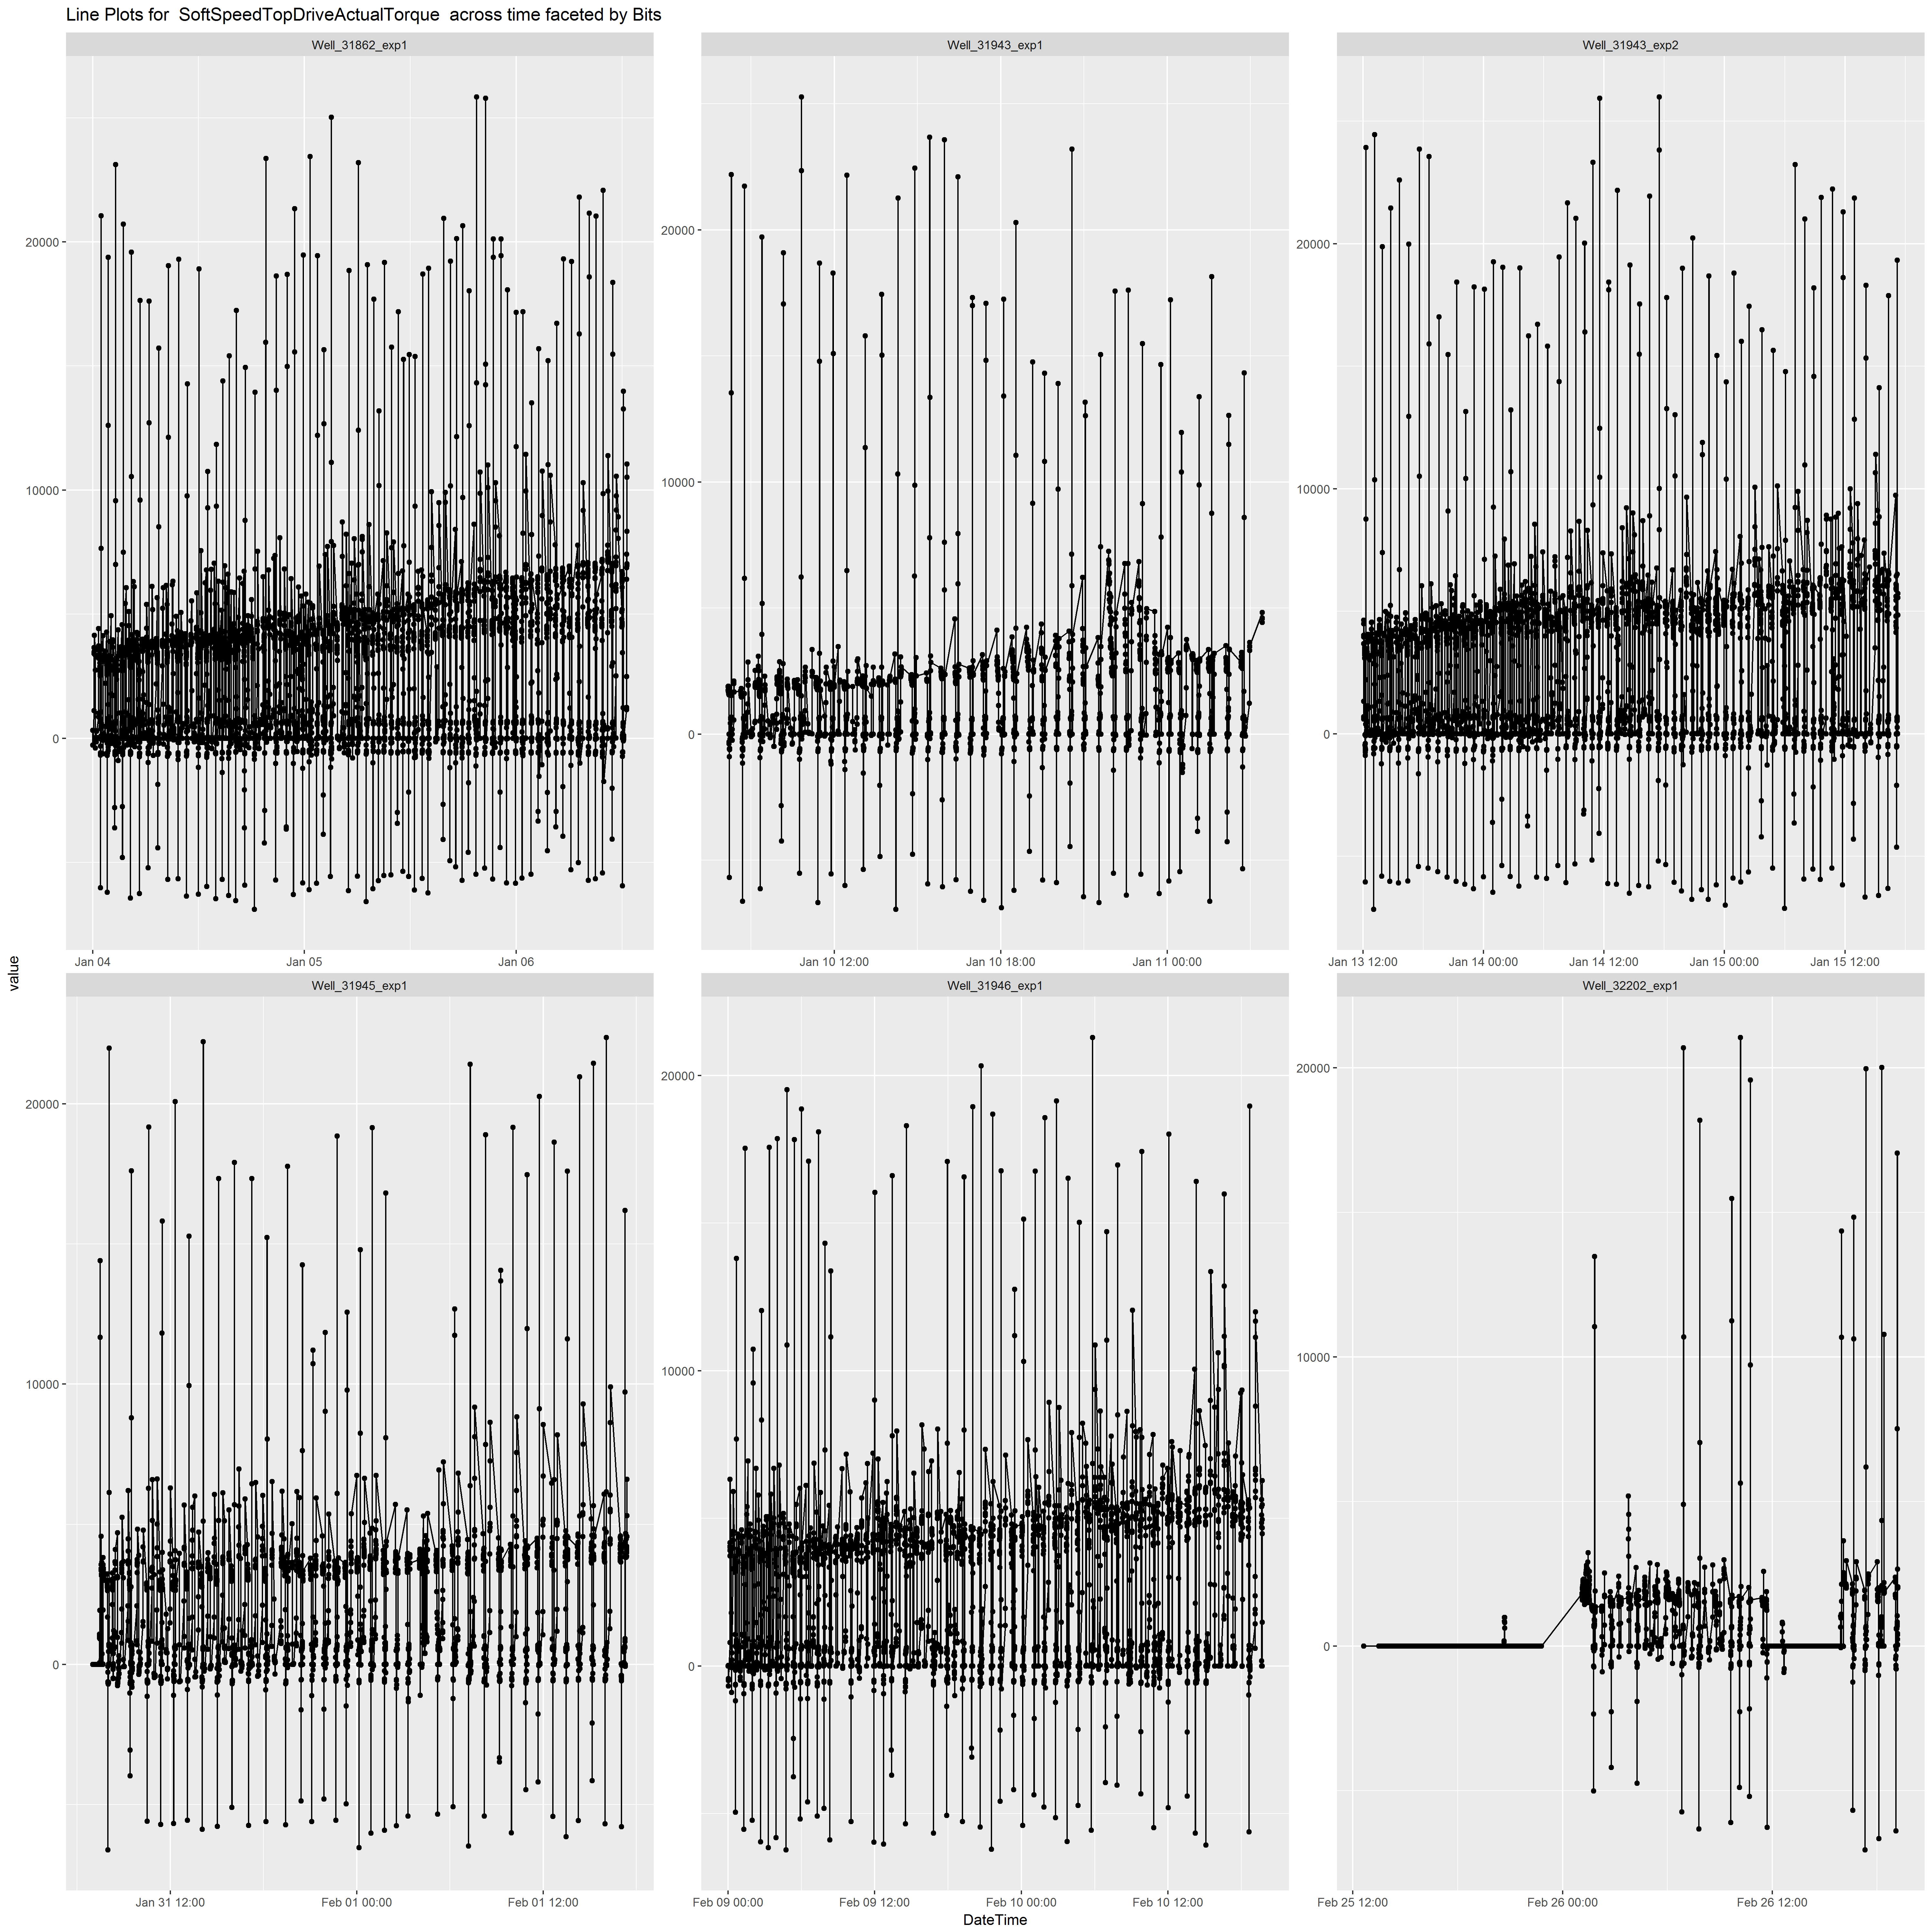 Line Plots for  SoftSpeedTopDriveActualTorque  across time faceted by Bits
Well_31862_exp1
Well_31943_exp1
Well_31943_exp2
20000
10000
0
20000
10000
0
20000
10000
0
Jan 04
Jan 05
Jan 06
Jan 10 12:00
Jan 10 18:00
Jan 11 00:00
Jan 13 12:00
Jan 14 00:00
Jan 14 12:00
Jan 15 00:00
Jan 15 12:00
value
Well_31945_exp1
Well_31946_exp1
Well_32202_exp1
20000
10000
0
20000
10000
0
20000
10000
0
Jan 31 12:00
Feb 01 00:00
Feb 01 12:00
Feb 09 00:00
Feb 09 12:00
Feb 10 00:00
Feb 10 12:00
Feb 25 12:00
Feb 26 00:00
Feb 26 12:00
DateTime